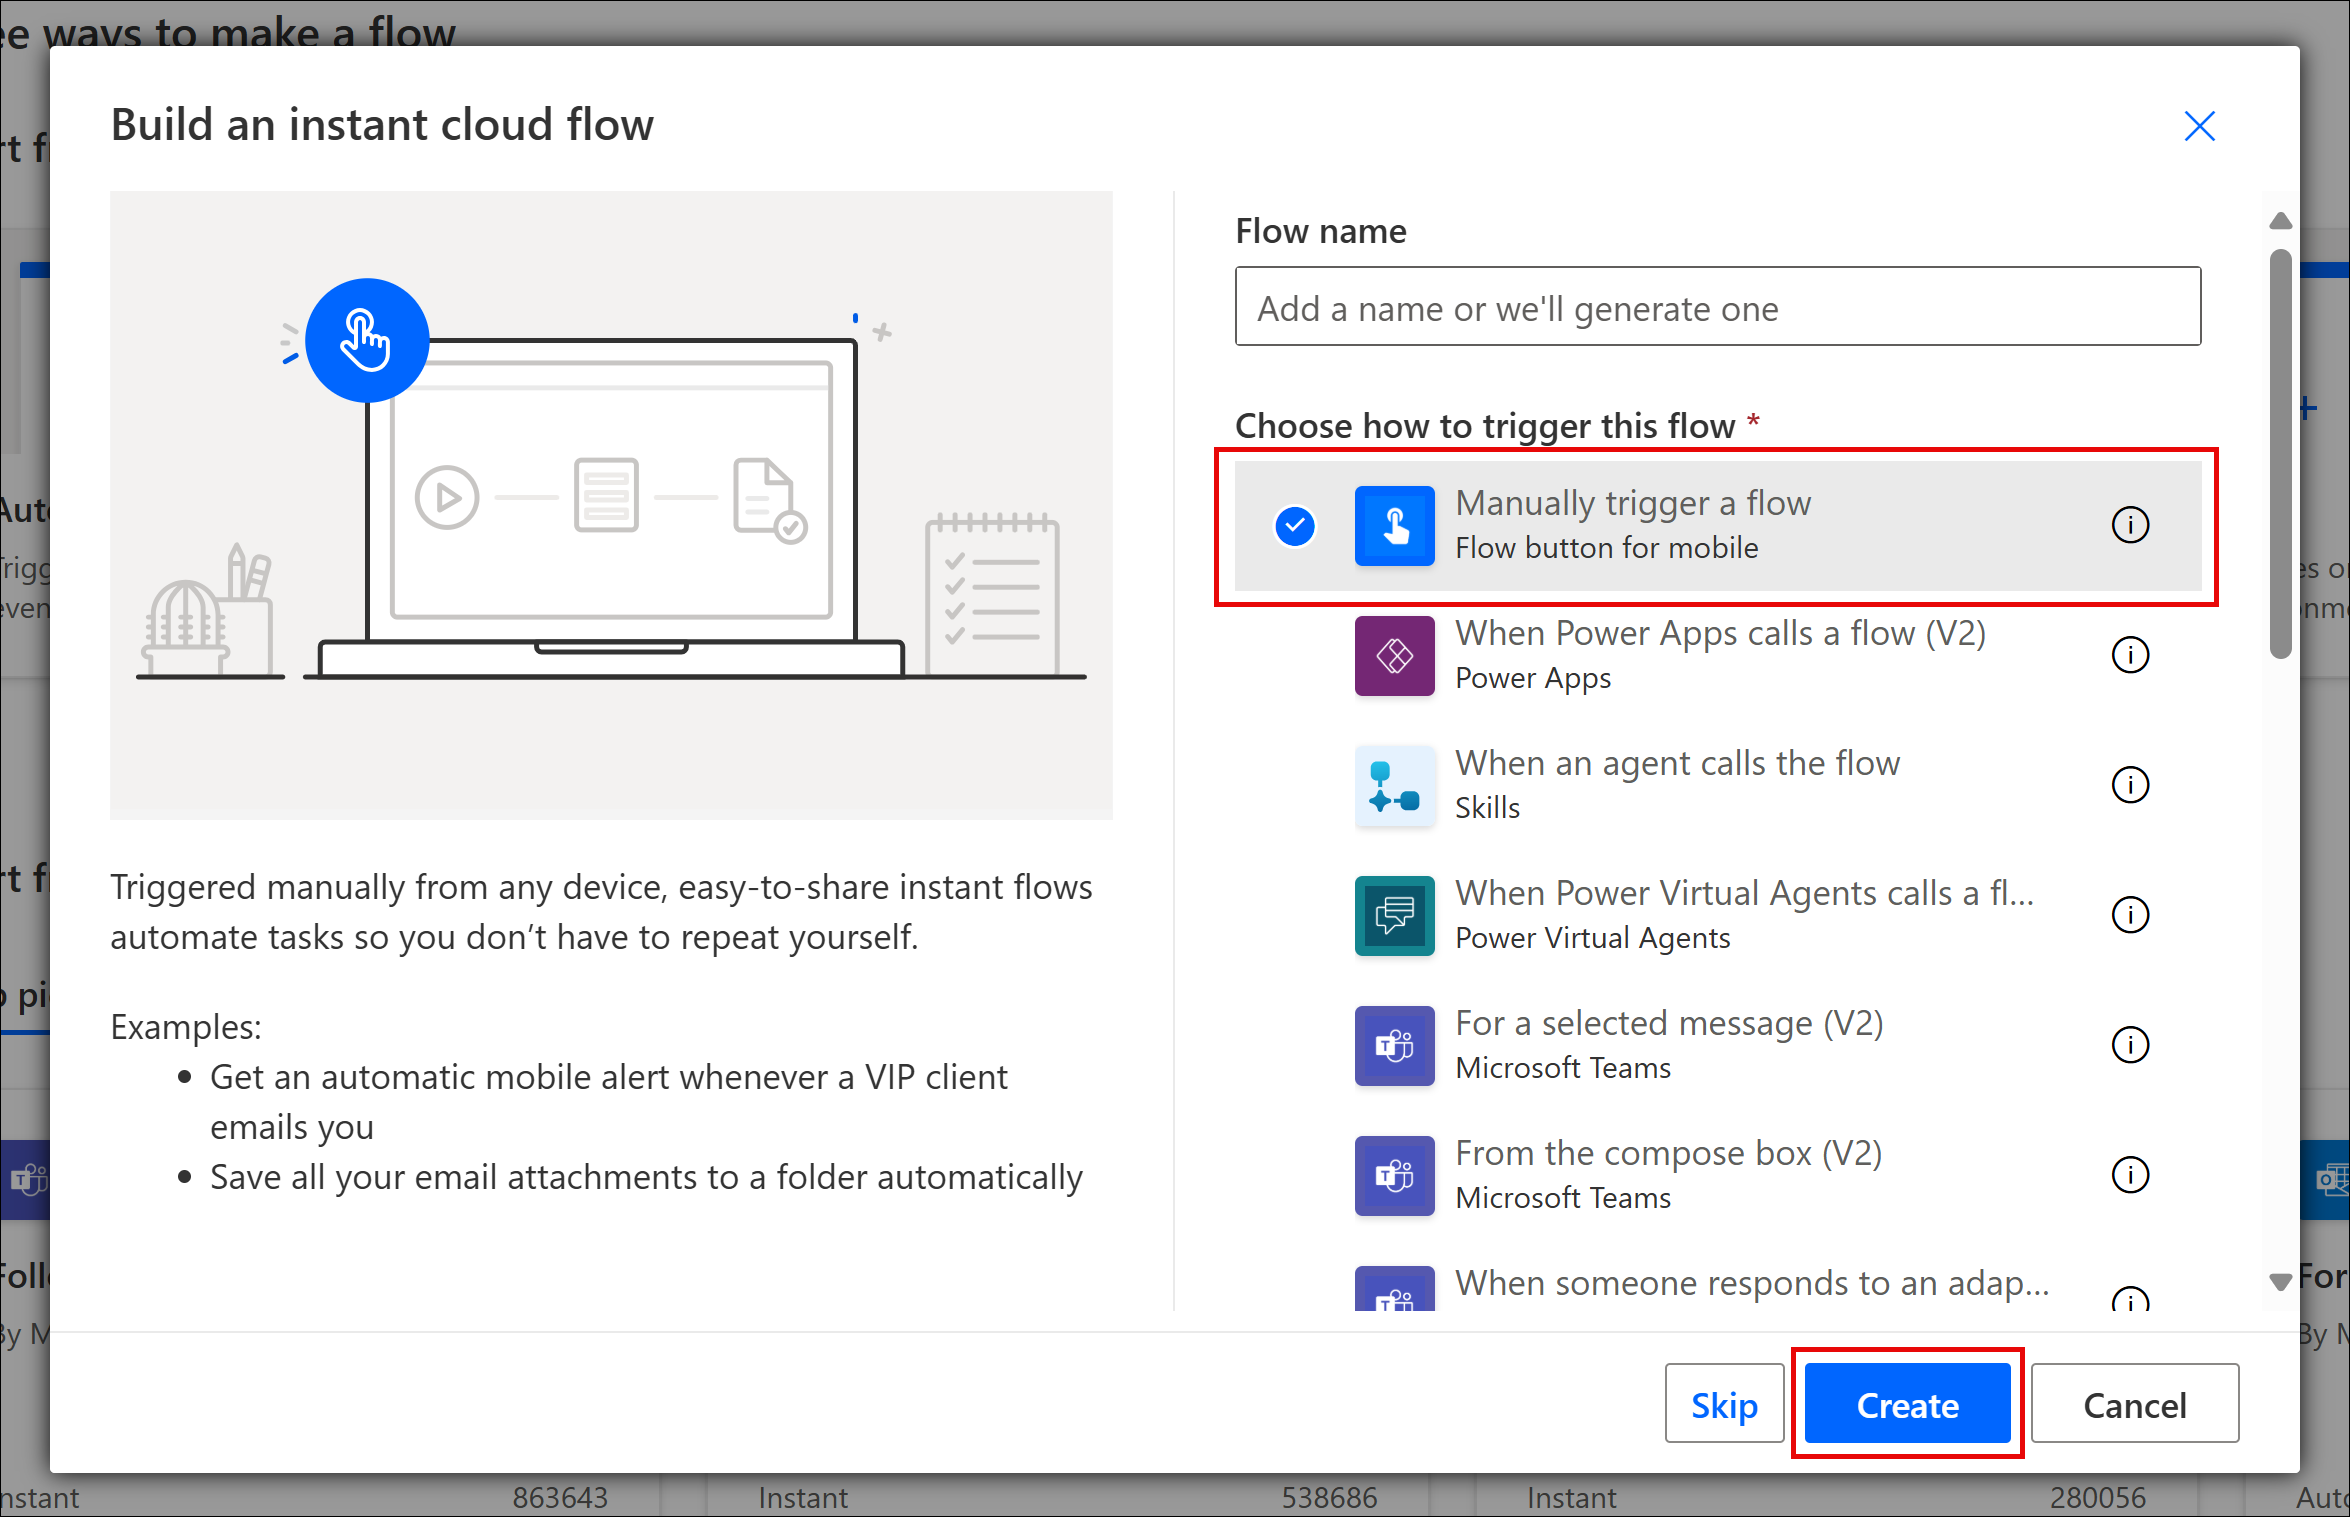 ways to make a flow
Build an instant cloud flow
Flow name
Add a name or we'll generate one
Choose how to trigger this flow *
Manually trigger a flow
Flow button for mobile
When Power Apps calls a flow (V2)
Power Apps
When an agent calls the flow
Skills
When Power Virtual Agents calls a fl...
Power Virtual Agents
For a selected message (V2)
Microsoft Teams
From the compose box (V2)
Microsoft Teams
When someone responds to an adap...
Triggered manually from any device, easy-to-share instant flows
automate tasks so you don’t have to repeat yourself.
Examples:
Get an automatic mobile alert whenever a VIP client
emails you
Save all your email attachments to a folder automatically
Skip
Create
Cancel
863643
Instant
538686
Instant
280056